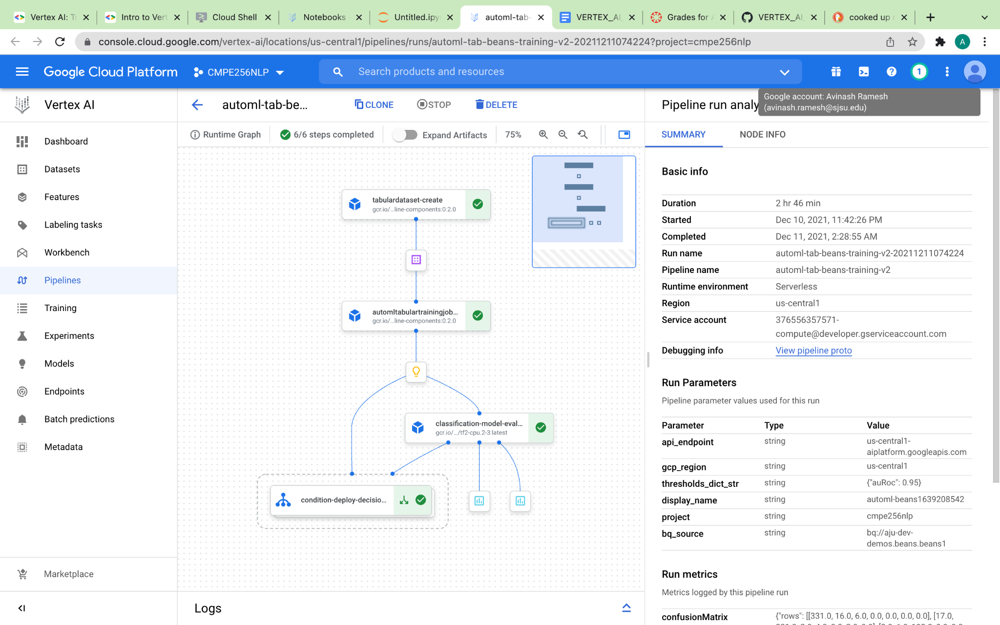 Vertex AI: Tr
Intro to Vert
Cloud Shell
Notebooks
Untitled.ipy
automl-tab-
VERTEX_AI_
Grades for A
VERTEX_AI_
cooked up
console.cloud.google.com/vertex-ai/locations/us-central1/pipelines/runs/automl-tab-beans-training-v2-20211211074224?project=cmpe256nlp
A
Google Cloud Platform
CMPE256NLP
Search products and resources
1
Google account: Avinash Ramesh
(avinash.ramesh@sjsu.edu)
Vertex AI
automl-tab-be...
CLONE
STOP
DELETE
Pipeline run analy
Runtime Graph
6/6 steps completed
Expand Artifacts
75%
SUMMARY
NODE INFO
Dashboard
Datasets
Features
Labeling tasks
Workbench
Pipelines
Training
Experiments
Models
Endpoints
Batch predictions
Metadata
Marketplace
tabulardataset-create
gcr.io/...line-components:0.2.0
automltabulartrainingjob...
gcr.io/...line-components:0.2.0
classification-model-eval...
gcr.io/.../tf2-cpu.2-3:latest
condition-deploy-decisio...
Logs
Basic info
Duration 2 hr 46 min
Started Dec 10, 2021, 11:42:26 PM
Completed Dec 11, 2021, 2:28:55 AM
Run name automl-tab-beans-training-v2-20211211074224
Pipeline name automl-tab-beans-training-v2
Runtime environment Serverless
Region us-central1
Service account 376556357571-
compute@developer.gserviceaccount.com
Debugging info View pipeline proto
Run Parameters
Pipeline parameter values used for this run
Parameter Type Value
api_endpoint string us-central1-
aiplatform.googleapis.com
gcp_region string us-central1
thresholds_dict_str string {"auRoc": 0.95}
display_name string automl-beans1639208542
project string cmpe256nlp
bq_source string bq://aju-dev-
demos.beans.beans1
Run metrics
Metrics logged by this pipeline run
confusionMatrix {"rows": [[331.0, 16.0, 6.0, 0.0, 0.0, 0.0, 0.0], [17.0,